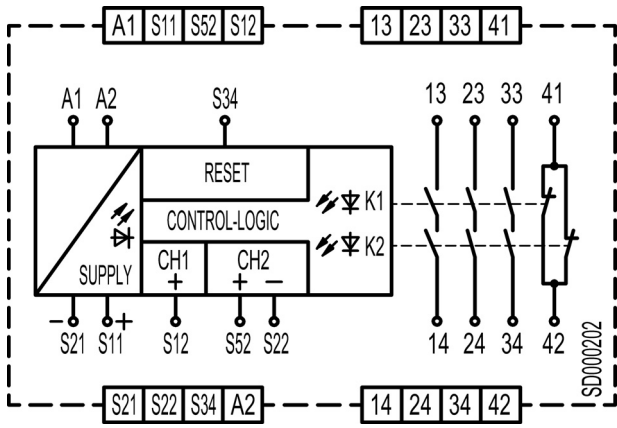 A1 S11 S52 S12 13 23 33 41
A1 A2 S34 13 23 33 41
RESET
K1
CONTROL-LOGIC
K2
CH1 CH2
SUPPLY + + −
− + 
S21 S11 S12 S52 S22 14 24 34 42
SD000202
S21 S22 S34 A2 14 24 34 42